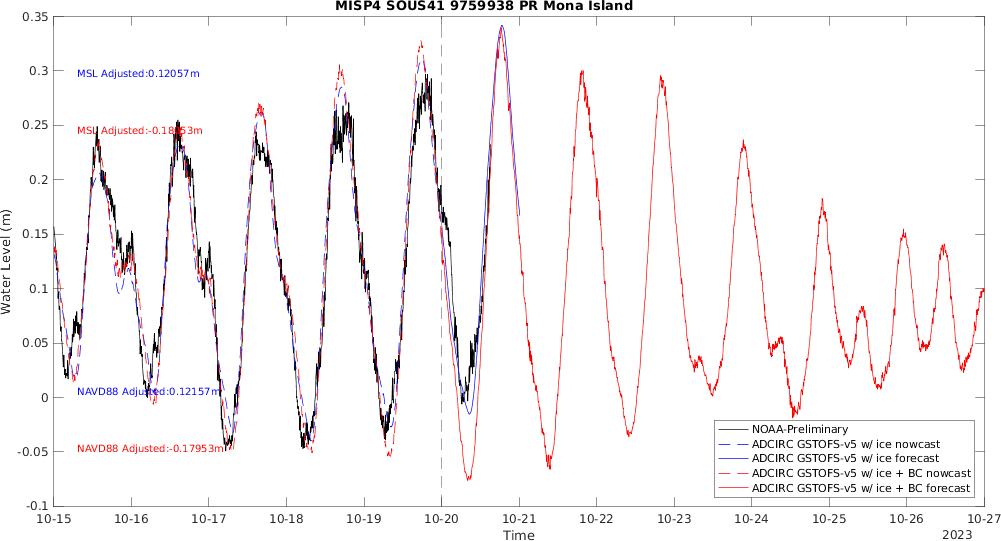 MISP4 SOUS41 9759938 PR Mona Island
Water Level (m)
0.35
0.3
0.25
0.2
0.15
0.1
0.05
0
-0.05
-0.1
MSL Adjusted:0.12057m
MSL Adjusted:-0.18053m
NAVD88 Adjusted:0.12157m
NAVD88 Adjusted:-0.17953m
NOAA-Preliminary
ADCIRC GSTOFS-v5 w/ ice nowcast
ADCIRC GSTOFS-v5 w/ ice forecast
ADCIRC GSTOFS-v5 w/ ice + BC nowcast
ADCIRC GSTOFS-v5 w/ ice + BC forecast
10-15 10-16 10-17 10-18 10-19 10-20 10-21 10-22 10-23 10-24 10-25 10-26 10-27
Time
2023